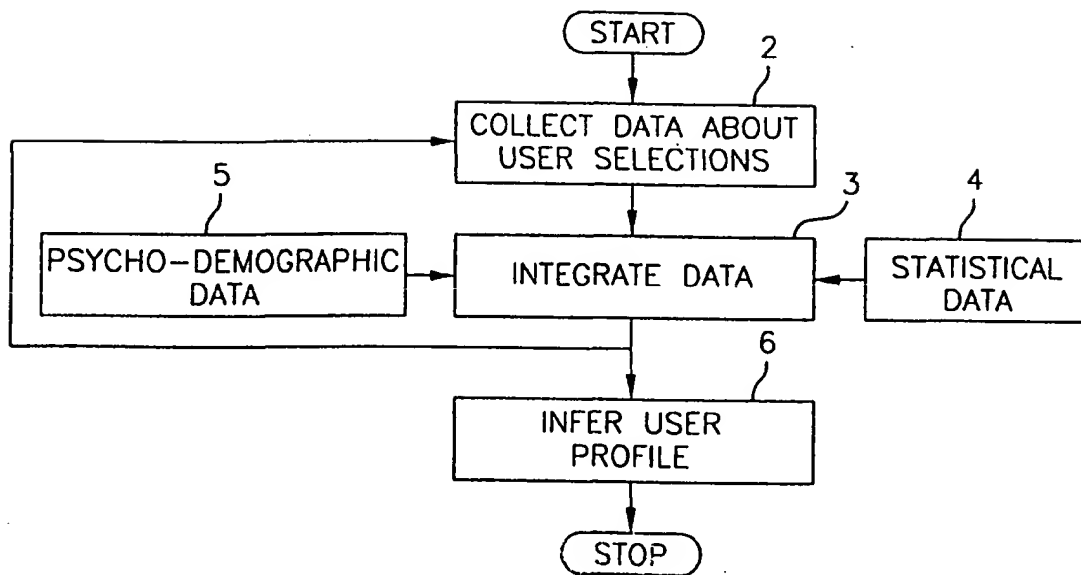 START
2
COLLECT DATA ABOUT
USER SELECTIONS
5
3
4
PSYCHO-DEMOGRAPHIC
DATA
INTEGRATE DATA
STATISTICAL
DATA
6
INFER USER
PROFILE
STOP